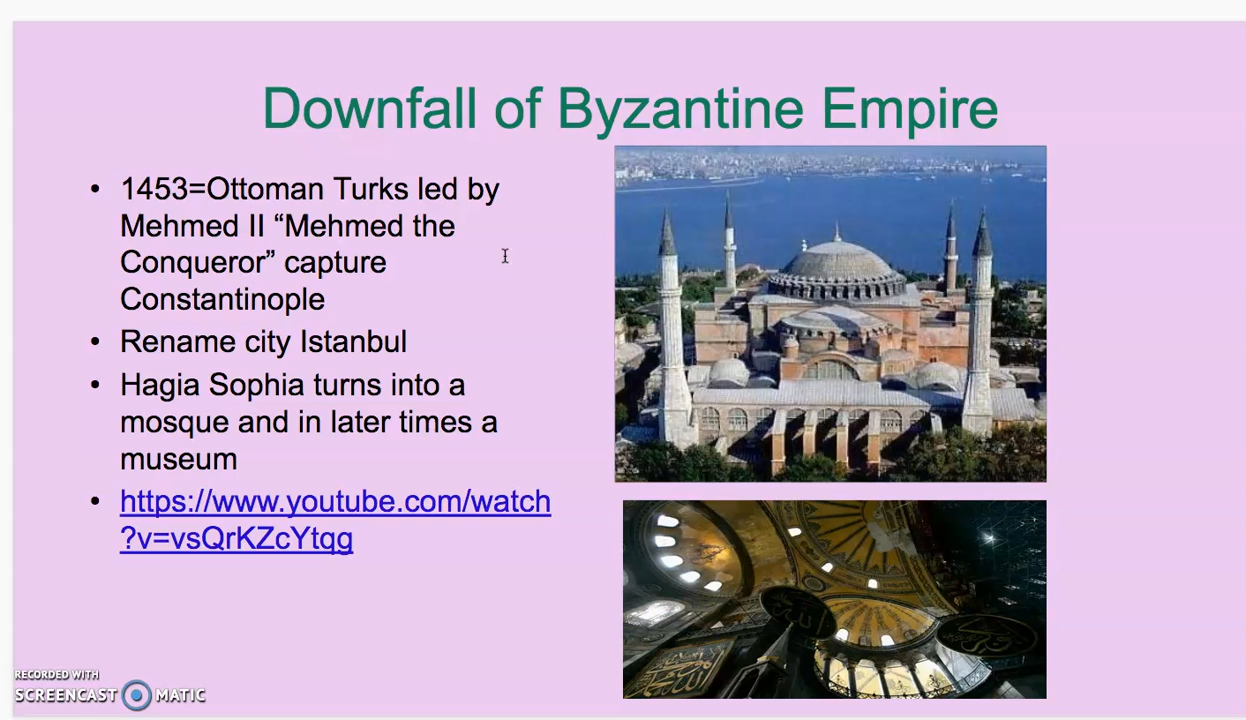 Downfall of Byzantine Empire
• 1453=Ottoman Turks led by
Mehmed II “Mehmed the
Conqueror” capture
Constantinople
• Rename city Istanbul
• Hagia Sophia turns into a
mosque and in later times a
museum
• https://www.youtube.com/watch
?v=vsQrKZcYtqg
RECORDED WITH
SCREENCAST MATIC